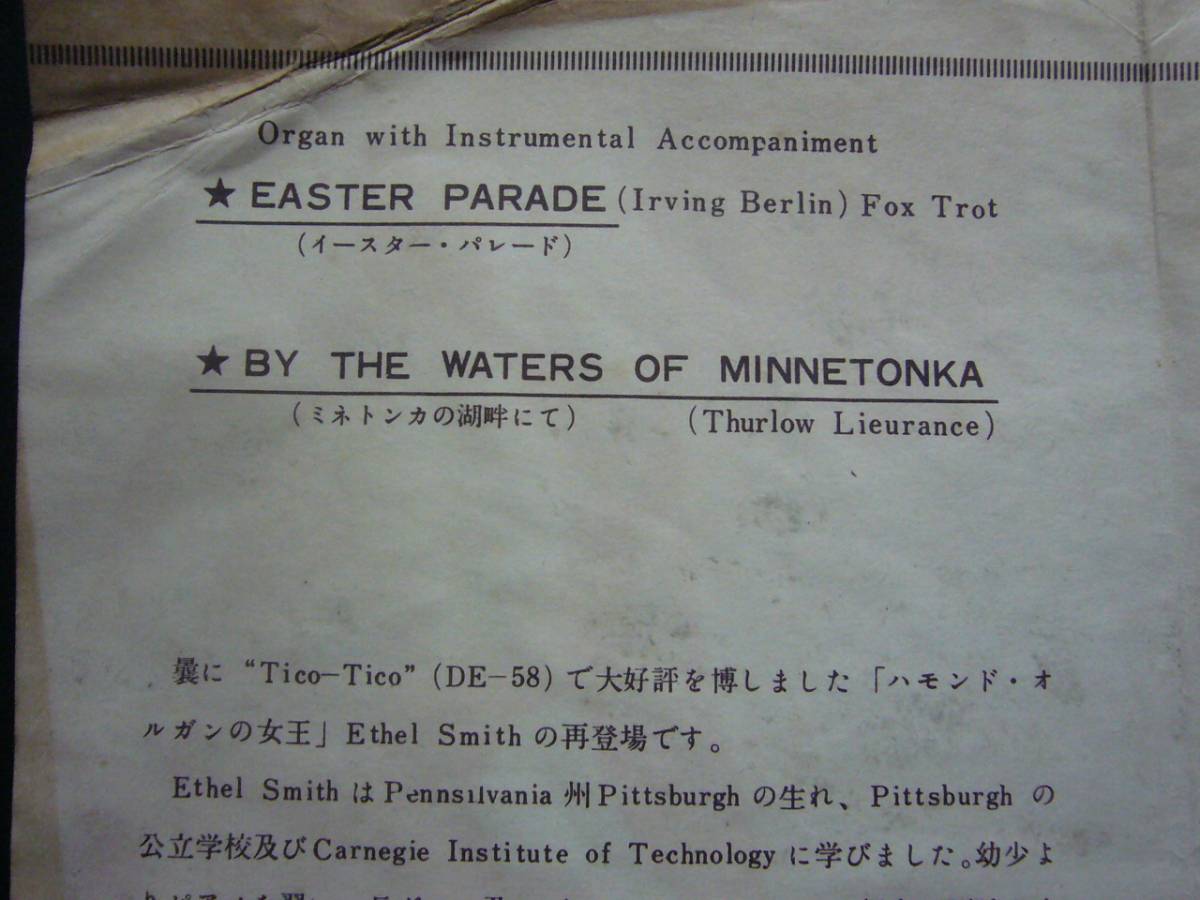 Organ with Instrumental Accompaniment
★ EASTER PARADE (Irving Berlin) Fox Trot
(イースター・パレード)
★ BY THE WATERS OF MINNETONKA
(ミネトンカの湖畔にて) (Thurlow Lieurance)
曩に “Tico−Tico” (DE−58) で大好評を博しました「ハモンド・オ
ルガンの女王」Ethel Smith の再登場です。
Ethel Smith は Pennsilvania 州 Pittsburgh の生れ、Pittsburgh の
公立学校及び Carnegie Institute of Technology に学びました。幼少よ